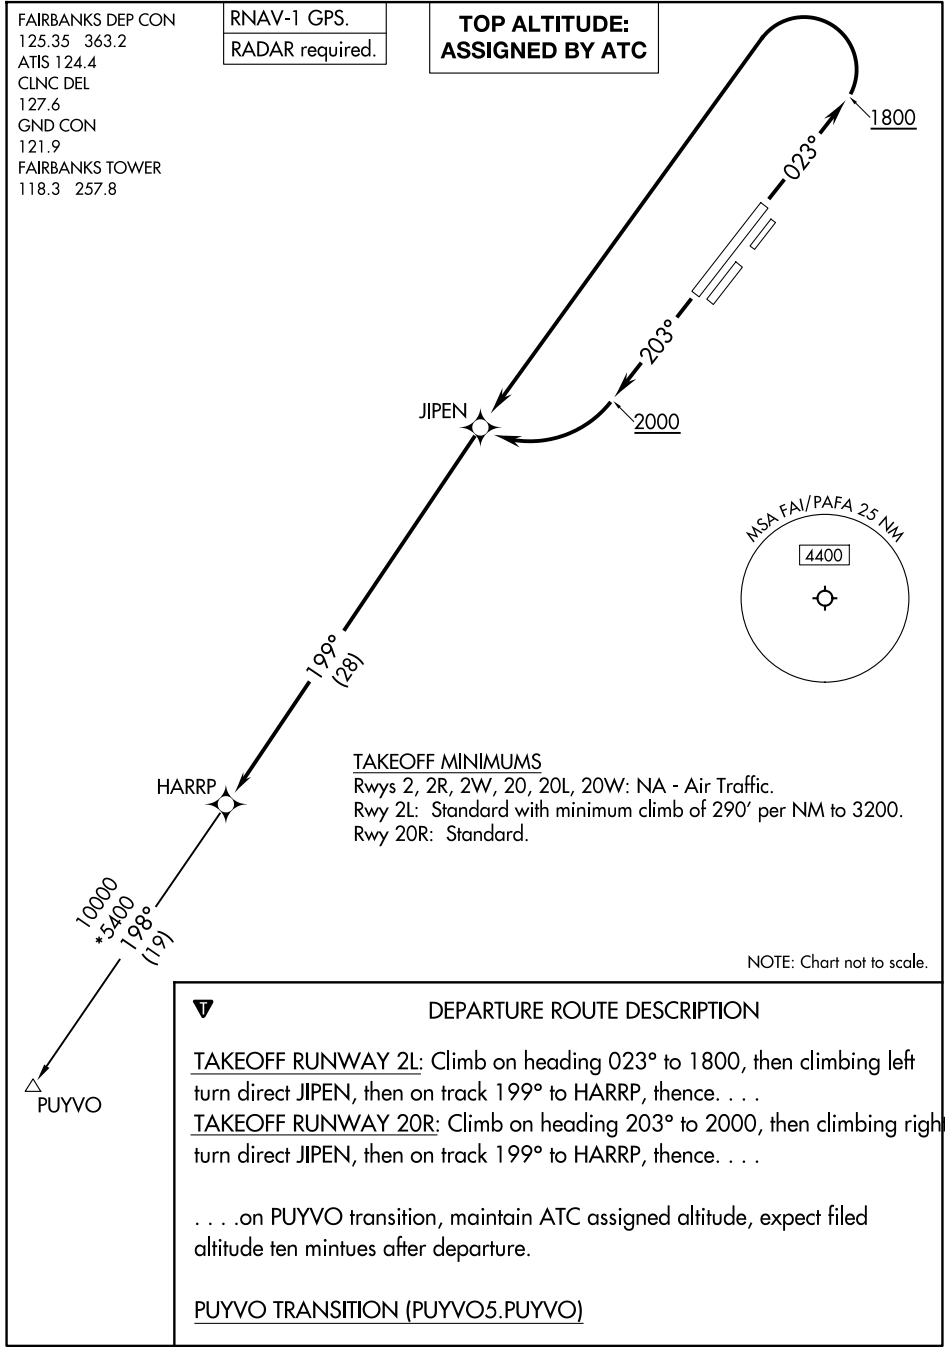 FAIRBANKS DEP CON
125.35 363.2
ATIS 124.4
CLNC DEL
127.6
GND CON
121.9
FAIRBANKS TOWER
118.3 257.8
RNAV-1 GPS.
RADAR required.
TOP ALTITUDE:
ASSIGNED BY ATC
1800
023°
203°
2000
JIPEN
MSA FAI/PAFA 25 NM
4400
199°
(28)
HARRP
TAKEOFF MINIMUMS
Rwys 2, 2R, 2W, 20, 20L, 20W: NA - Air Traffic.
Rwy 2L: Standard with minimum climb of 290' per NM to 3200.
Rwy 20R: Standard.
10000
*5400
198°
(19)
PUYVO
NOTE: Chart not to scale.
T
DEPARTURE ROUTE DESCRIPTION
TAKEOFF RUNWAY 2L: Climb on heading 023° to 1800, then climbing left
turn direct JIPEN, then on track 199° to HARRP, thence. . . .
TAKEOFF RUNWAY 20R: Climb on heading 203° to 2000, then climbing right
turn direct JIPEN, then on track 199° to HARRP, thence. . . .
. . . .on PUYVO transition, maintain ATC assigned altitude, expect filed
altitude ten mintues after departure.
PUYVO TRANSITION (PUYVO5.PUYVO)